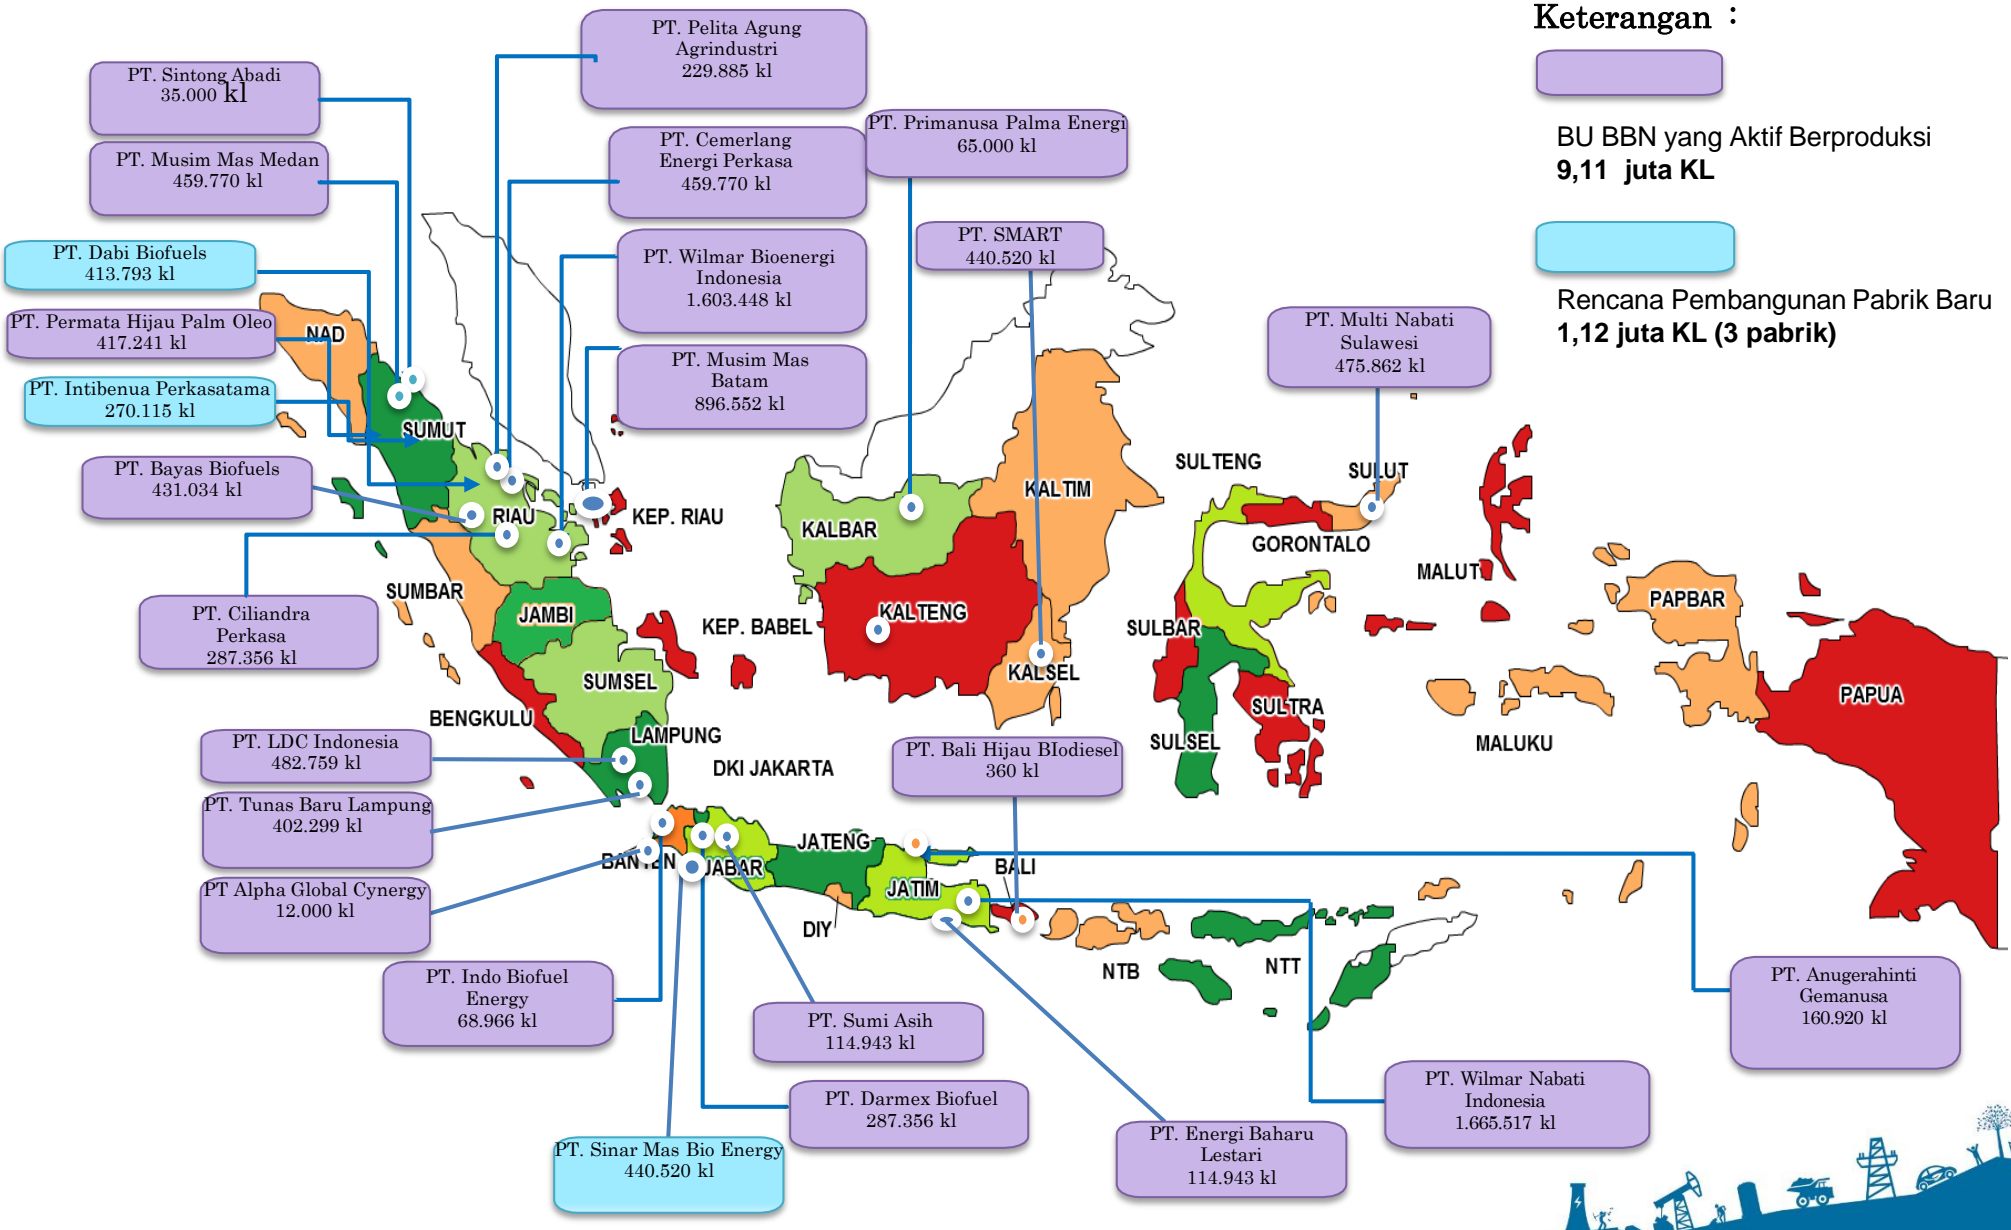 Keterangan :
BU BBN yang Aktif Berproduksi
9,11 juta KL
Rencana Pembangunan Pabrik Baru
1,12 juta KL (3 pabrik)
PT. Pelita Agung
Agrindustri
229.885 kl
PT. Sintong Abadi
35.000 kl
PT. Musim Mas Medan
459.770 kl
PT. Cemerlang
Energi Perkasa
459.770 kl
PT. Primanusa Palma Energi
65.000 kl
PT. SMART
440.520 kl
PT. Dabi Biofuels
413.793 kl
PT. Wilmar Bioenergi
Indonesia
1.603.448 kl
PT. Permata Hijau Palm Oleo
417.241 kl
PT. Musim Mas
Batam
896.552 kl
PT. Multi Nabati
Sulawesi
475.862 kl
PT. Intibenua Perkasatama
270.115 kl
PT. Bayas Biofuels
431.034 kl
PT. Ciliandra
Perkasa
287.356 kl
PT. LDC Indonesia
482.759 kl
PT. Tunas Baru Lampung
402.299 kl
PT Alpha Global Cynergy
12.000 kl
PT. Indo Biofuel
Energy
68.966 kl
PT. Sinar Mas Bio Energy
440.520 kl
PT. Sumi Asih
114.943 kl
PT. Darmex Biofuel
287.356 kl
PT. Bali Hijau BIodiesel
360 kl
PT. Energi Baharu
Lestari
114.943 kl
PT. Wilmar Nabati
Indonesia
1.665.517 kl
PT. Anugerahinti
Gemanusa
160.920 kl
NAD
SUMUT
RIAU
KEP. RIAU
SUMBAR
JAMBI
KEP. BABEL
SUMSEL
BENGKULU
LAMPUNG
DKI JAKARTA
BANTEN
JABAR
JATENG
DIY
JATIM
BALI
NTB
NTT
KALBAR
KALTENG
KALTIM
KALSEL
SULTENG
SULUT
GORONTALO
SULBAR
SULSEL
SULTRA
MALUT
MALUKU
PAPBAR
PAPUA